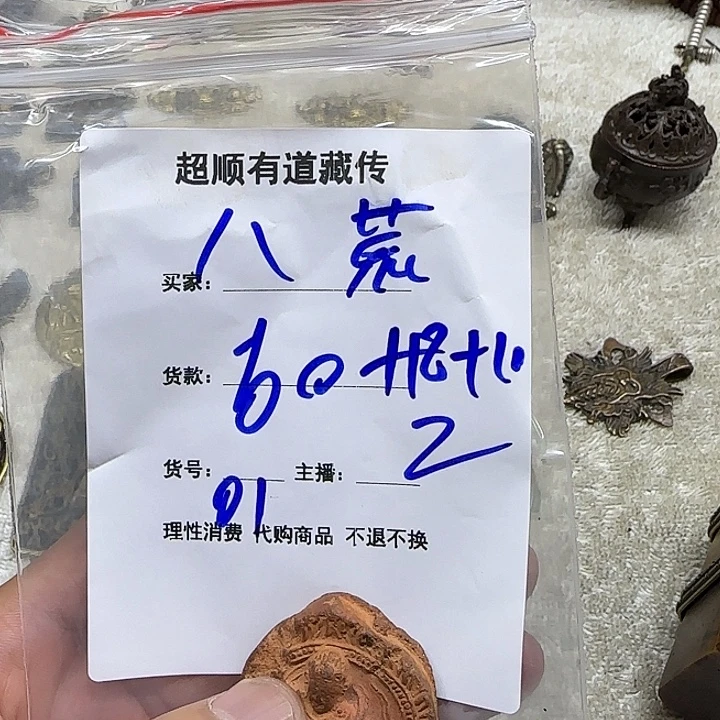 超顺有道藏传
买家：八荒
货款：
2
货号： 01 主播：
理性消费 代购商品 不退不换